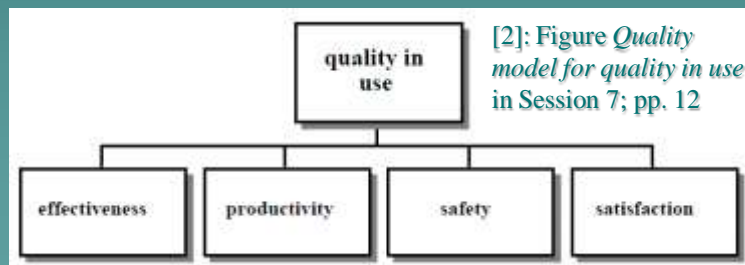 quality in
use
[2]: Figure Quality
model for quality in use
in Session 7; pp. 12
effectiveness
productivity
safety
satisfaction